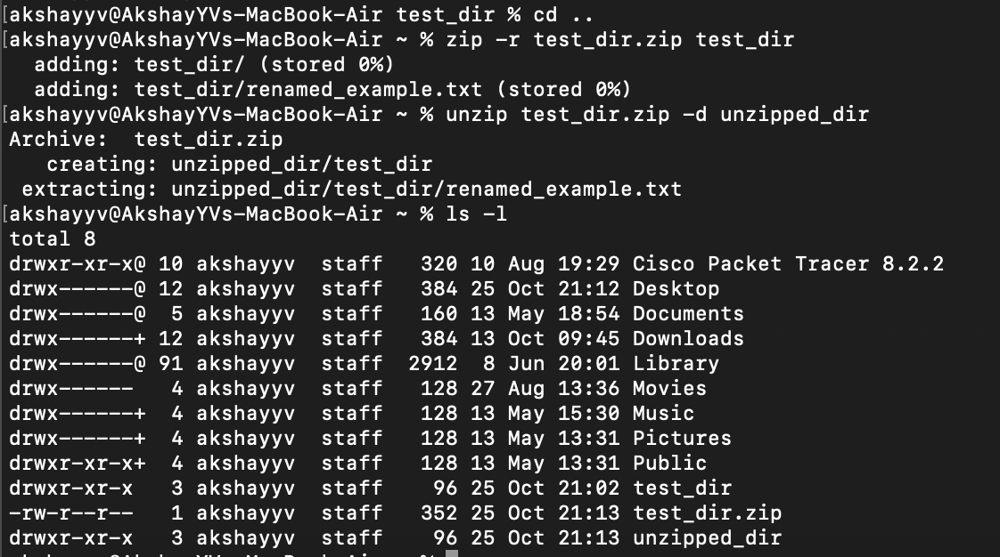 [akshayyv@AkshayYVs-MacBook-Air test_dir % cd ..
[akshayyv@AkshayYVs-MacBook-Air ~ % zip -r test_dir.zip test_dir
  adding: test_dir/ (stored 0%)
  adding: test_dir/renamed_example.txt (stored 0%)
[akshayyv@AkshayYVs-MacBook-Air ~ % unzip test_dir.zip -d unzipped_dir
Archive:  test_dir.zip
   creating: unzipped_dir/test_dir
 extracting: unzipped_dir/test_dir/renamed_example.txt
[akshayyv@AkshayYVs-MacBook-Air ~ % ls -l
total 8
drwxr-xr-x@ 10 akshayyv  staff   320 10 Aug 19:29 Cisco Packet Tracer 8.2.2
drwx------@ 12 akshayyv  staff   384 25 Oct 21:12 Desktop
drwx------@  5 akshayyv  staff   160 13 May 18:54 Documents
drwx------+ 12 akshayyv  staff   384 13 Oct 09:45 Downloads
drwx------@ 91 akshayyv  staff  2912  8 Jun 20:01 Library
drwx------   4 akshayyv  staff   128 27 Aug 13:36 Movies
drwx------+  4 akshayyv  staff   128 13 May 15:30 Music
drwx------+  4 akshayyv  staff   128 13 May 13:31 Pictures
drwxr-xr-x+  4 akshayyv  staff   128 13 May 13:31 Public
drwxr-xr-x   3 akshayyv  staff    96 25 Oct 21:02 test_dir
-rw-r--r--   1 akshayyv  staff   352 25 Oct 21:13 test_dir.zip
drwxr-xr-x   3 akshayyv  staff    96 25 Oct 21:13 unzipped_dir